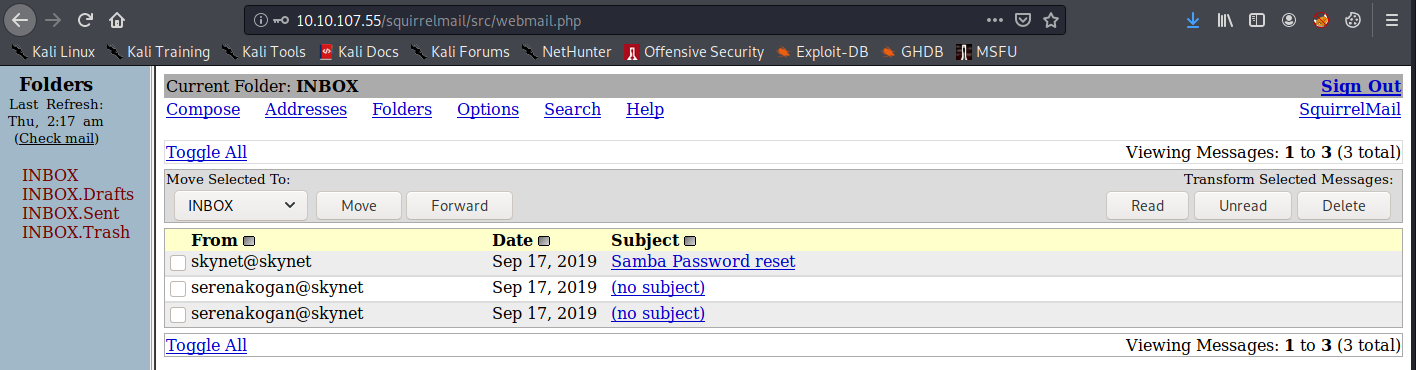 10.10.107.55/squirrelmail/src/webmail.php
Kali Linux Kali Training Kali Tools Kali Docs Kali Forums NetHunter Offensive Security Exploit-DB GHDB MSFU
Folders
Last Refresh:
Thu, 2:17 am
(Check mail)
INBOX
INBOX.Drafts
INBOX.Sent
INBOX.Trash
Current Folder: INBOX Sign Out
Compose Addresses Folders Options Search Help SquirrelMail
Toggle All Viewing Messages: 1 to 3 (3 total)
Move Selected To: Transform Selected Messages:
INBOX Move Forward Read Unread Delete
From Date Subject
skynet@skynet Sep 17, 2019 Samba Password reset
serenakogan@skynet Sep 17, 2019 (no subject)
serenakogan@skynet Sep 17, 2019 (no subject)
Toggle All Viewing Messages: 1 to 3 (3 total)